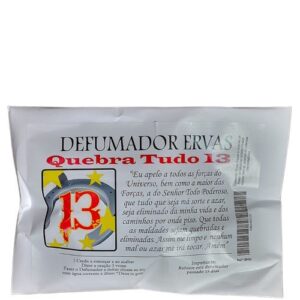 DEFUMADOR ERVAS
Quebra Tudo 13
"Eu apelo a todos as forças do
Universo, bem como a maior das
Forças, a do Senhor Todo Poderoso,
que tudo que seja má sorte e azar,
seja eliminado da minha vida e dos
caminhos por onde piso. Que todas
as maldades sejam quebradas e
eliminadas. Assim me limpo e nenhum
mal ou azar me irá tocar. Amém"
13